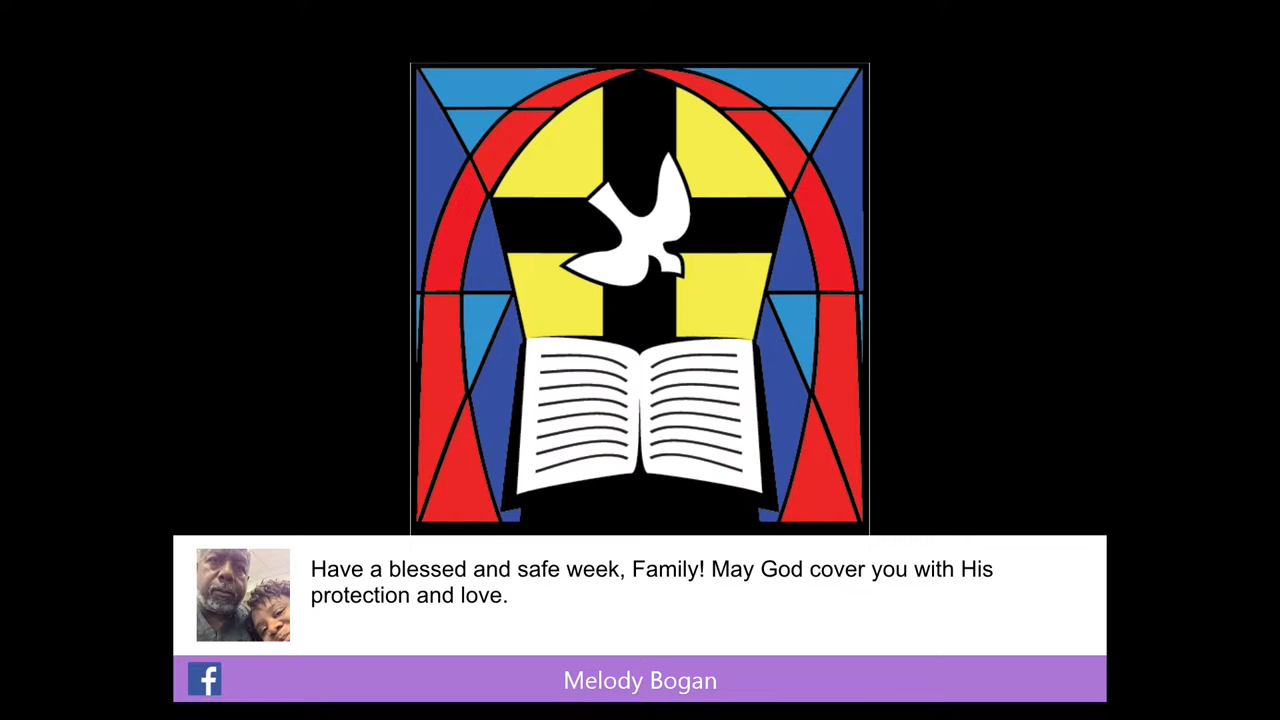 Have a blessed and safe week, Family! May God cover you with His
protection and love.
Melody Bogan